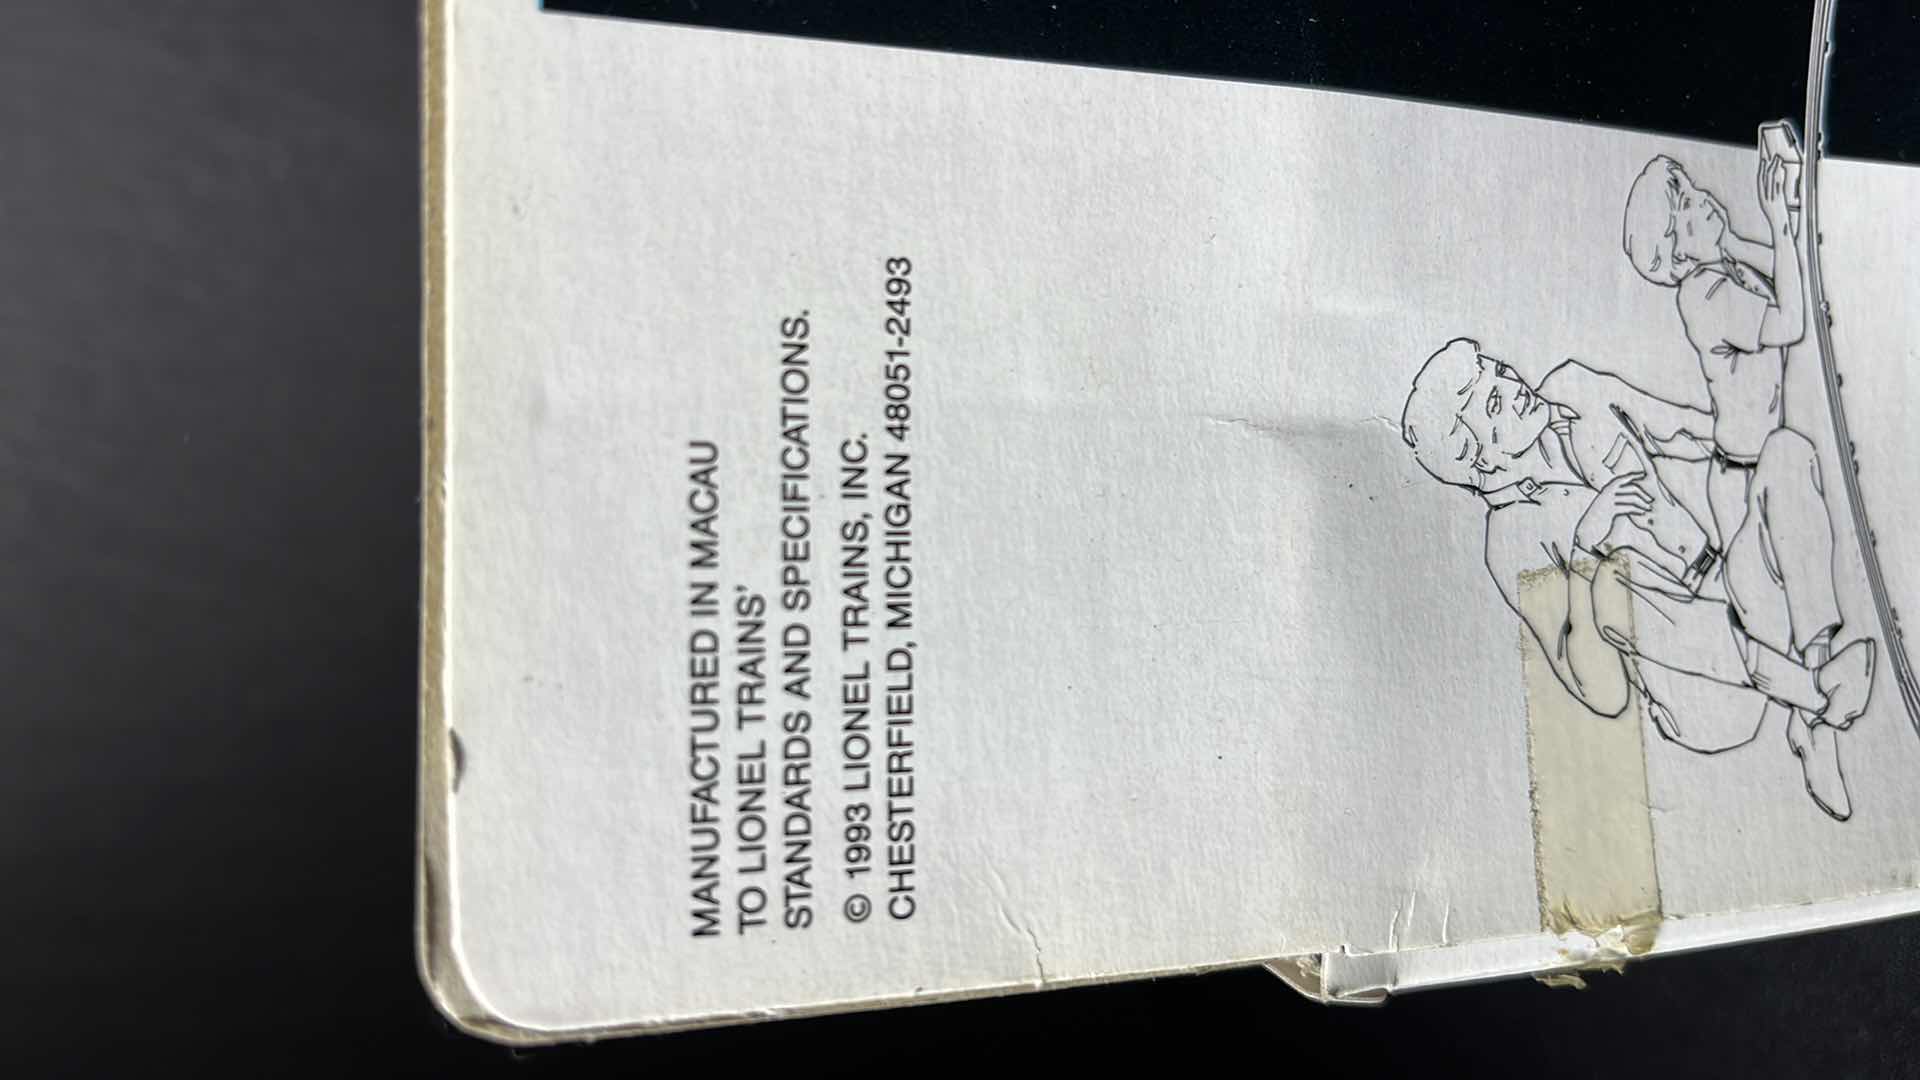 MANUFACTURED IN MACAU
TO LIONEL TRAINS'
STANDARDS AND SPECIFICATIONS.
© 1993 LIONEL TRAINS, INC.
CHESTERFIELD, MICHIGAN 48051-2493